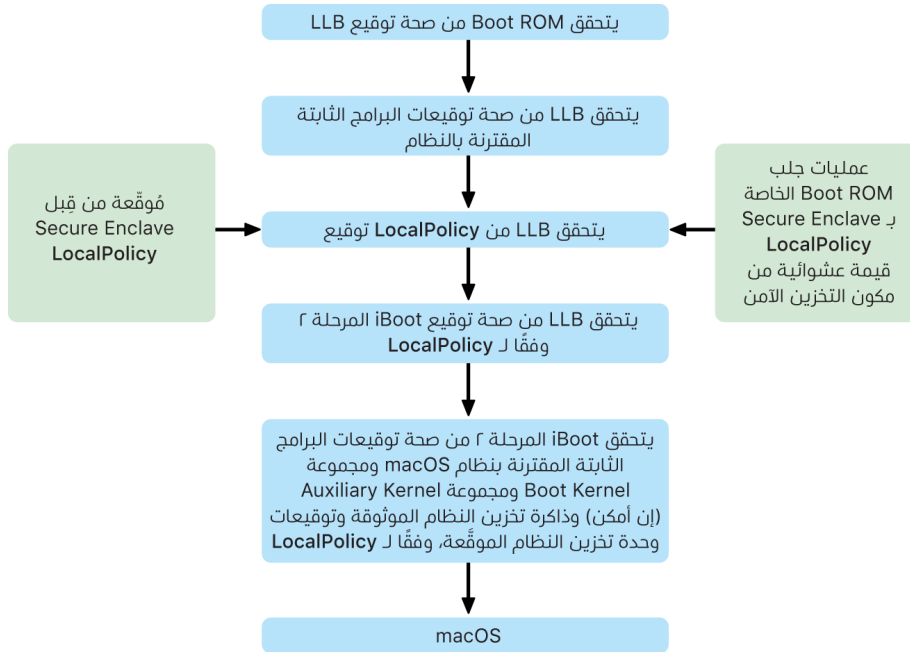 يتحقق Boot ROM من صحة توقيع LLB
يتحقق LLB من صحة توقيعات البرامج الثابتة
المقترنة بالنظام
عمليات جلب
Boot ROM الخاصة
بـ Secure Enclave
LocalPolicy
قيمة عشوائية من
مكون التخزين الآمن
مُوقّعة من قِبل
Secure Enclave
LocalPolicy
يتحقق LLB من LocalPolicy توقيع
يتحقق LLB من صحة توقيع iBoot المرحلة ٢
وفقًا لـ LocalPolicy
يتحقق iBoot المرحلة ٢ من صحة توقيعات البرامج
الثابتة المقترنة بنظام macOS ومجموعة
Boot Kernel ومجموعة Auxiliary Kernel
(إن أمكن) وذاكرة تخزين النظام الموثوقة وتوقيعات
وحدة تخزين النظام الموقَّعة، وفقًا لـ LocalPolicy
macOS